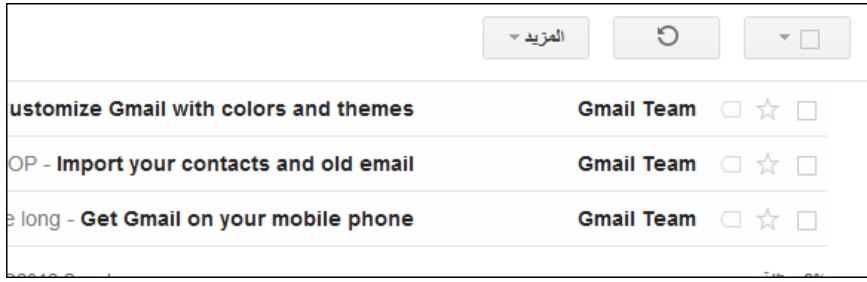 المزيد
Gmail Team ustomize Gmail with colors and themes
Gmail Team OP - Import your contacts and old email
Gmail Team e long - Get Gmail on your mobile phone